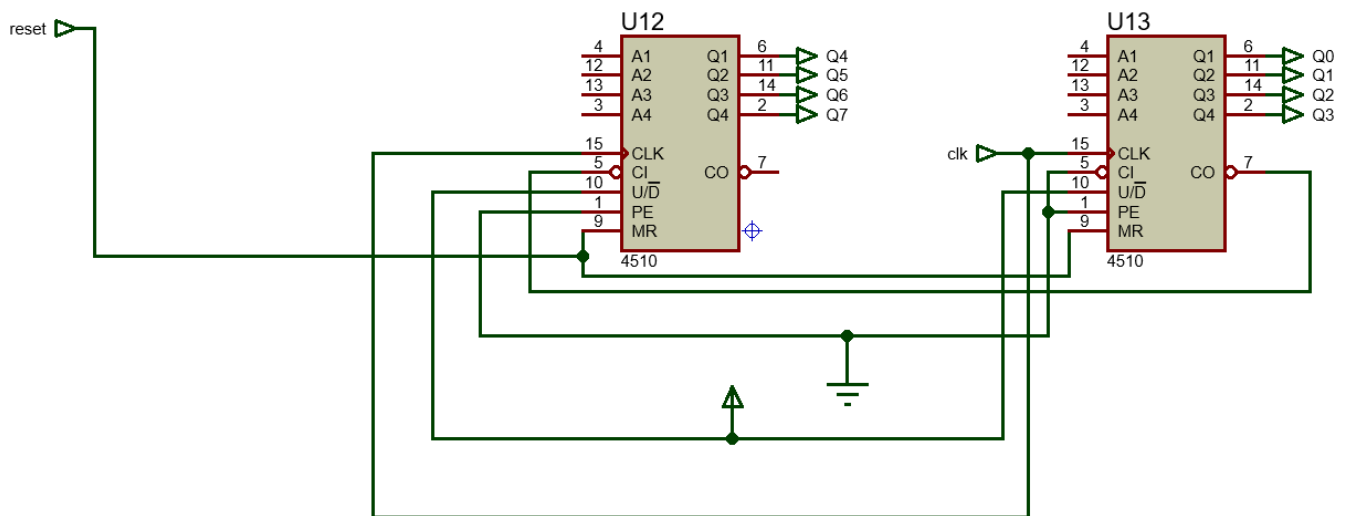 reset
U12
4 A1 Q1 6 Q4
12 A2 Q2 11 Q5
13 A3 Q3 14 Q6
3 A4 Q4 2 Q7
15 CLK
5 CI CO 7
10 U/D
1 PE
9 MR
4510
U13
4 A1 Q1 6 Q0
12 A2 Q2 11 Q1
13 A3 Q3 14 Q2
3 A4 Q4 2 Q3
clk 15 CLK
5 CI CO 7
10 U/D
1 PE
9 MR
4510